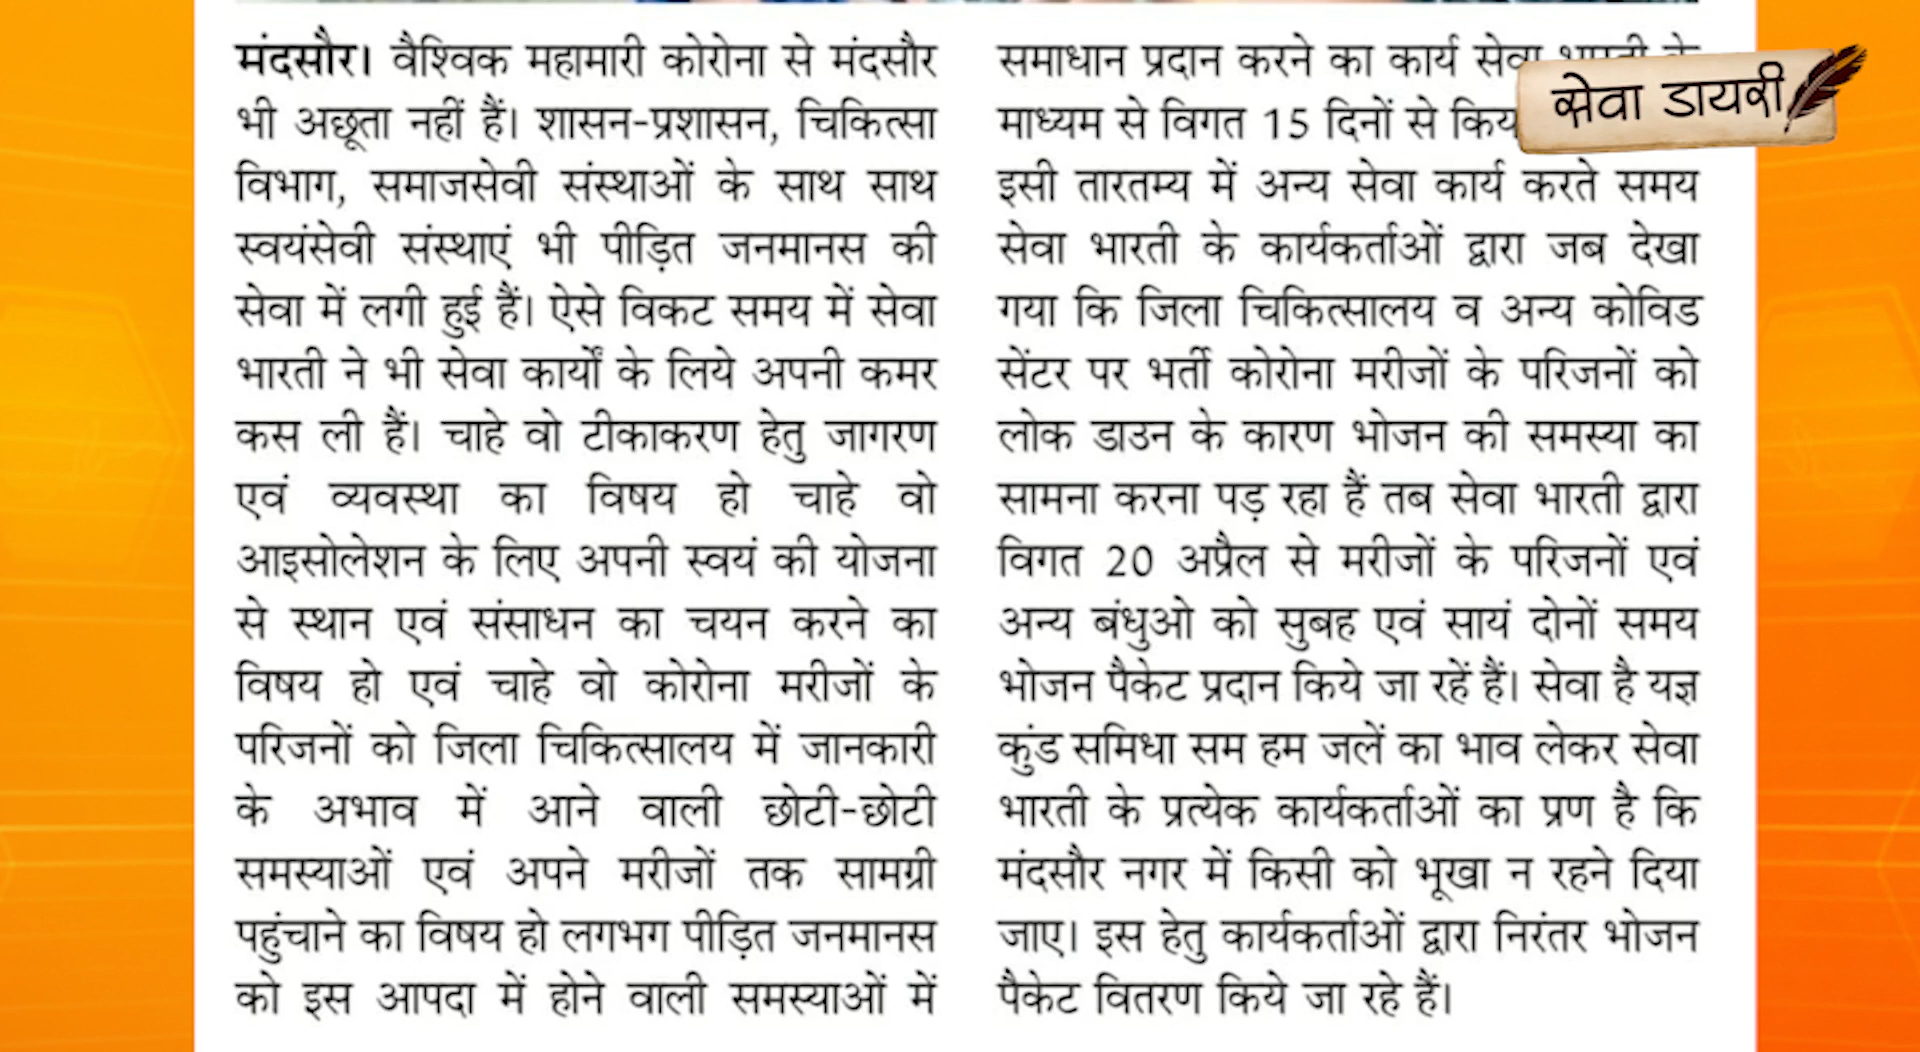 मंदसौर। वैश्विक महामारी कोरोना से मंदसौर
भी अछूता नहीं हैं। शासन-प्रशासन, चिकित्सा
विभाग, समाजसेवी संस्थाओं के साथ साथ
स्वयंसेवी संस्थाएं भी पीड़ित जनमानस की
सेवा में लगी हुई हैं। ऐसे विकट समय में सेवा
भारती ने भी सेवा कार्यों के लिये अपनी कमर
कस ली हैं। चाहे वो टीकाकरण हेतु जागरण
एवं व्यवस्था का विषय हो चाहे वो
आइसोलेशन के लिए अपनी स्वयं की योजना
से स्थान एवं संसाधन का चयन करने का
विषय हो एवं चाहे वो कोरोना मरीजों के
परिजनों को जिला चिकित्सालय में जानकारी
के अभाव में आने वाली छोटी-छोटी
समस्याओं एवं अपने मरीजों तक सामग्री
पहुंचाने का विषय हो लगभग पीड़ित जनमानस
को इस आपदा में होने वाली समस्याओं में
समाधान प्रदान करने का कार्य सेवा
माध्यम से विगत 15 दिनों से
इसी तारतम्य में अन्य सेवा कार्य करते समय
सेवा भारती के कार्यकर्ताओं द्वारा जब देखा
गया कि जिला चिकित्सालय व अन्य कोविड
सेंटर पर भर्ती कोरोना मरीजों के परिजनों को
लोक डाउन के कारण भोजन की समस्या का
सामना करना पड़ रहा हैं तब सेवा भारती द्वारा
विगत 20 अप्रैल से मरीजों के परिजनों एवं
अन्य बंधुओ को सुबह एवं सायं दोनों समय
भोजन पैकेट प्रदान किये जा रहें हैं। सेवा है यज्ञ
कुंड समिधा सम हम जलें का भाव लेकर सेवा
भारती के प्रत्येक कार्यकर्ताओं का प्रण है कि
मंदसौर नगर में किसी को भूखा न रहने दिया
जाए। इस हेतु कार्यकर्ताओं द्वारा निरंतर भोजन
पैकेट वितरण किये जा रहे हैं।
सेवा डायरी